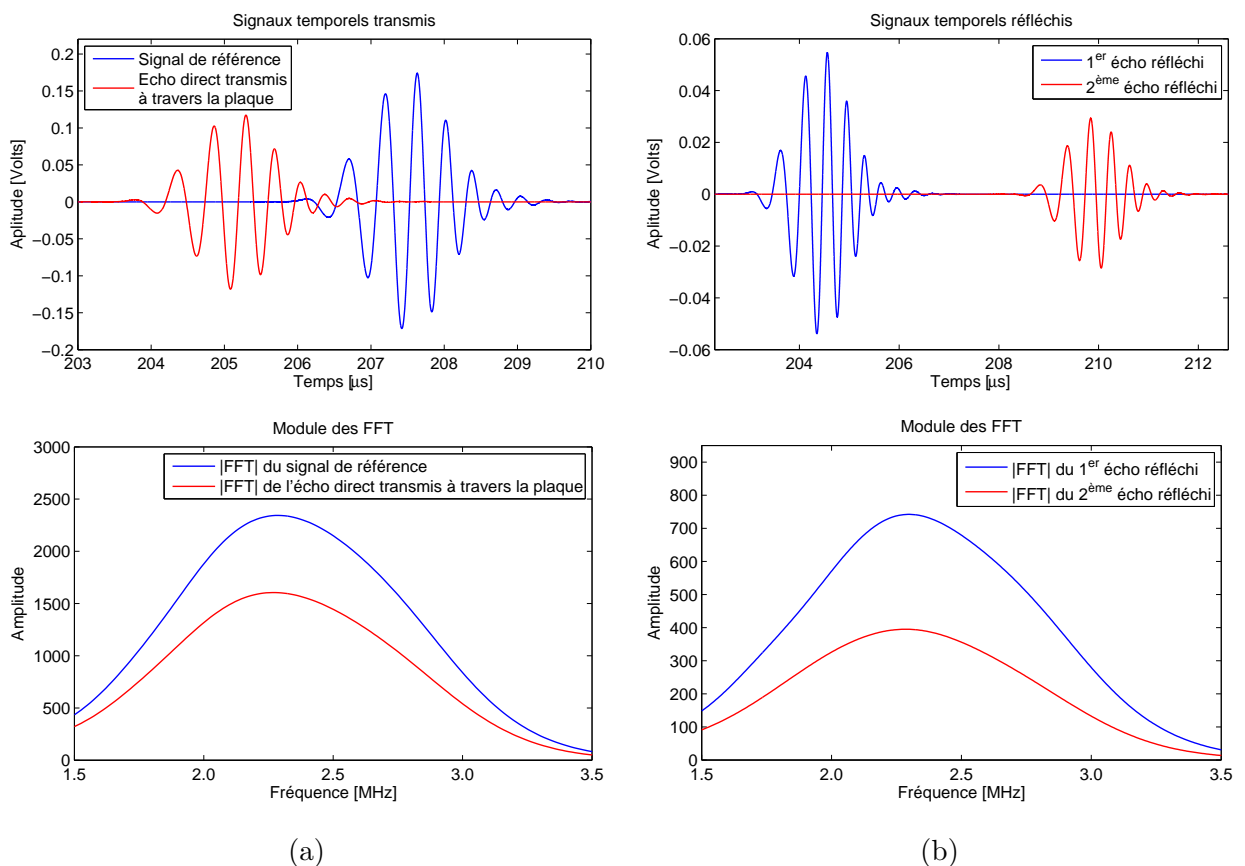 Signaux temporels transmis
Signal de référence
Echo direct transmis
à travers la plaque
Aplitude [Volts]
0.2
0.15
0.1
0.05
0
−0.05
−0.1
−0.15
−0.2
203 204 205 206 207 208 209 210
Temps [µs]
Signaux temporels réfléchis
1er écho réfléchi
2ème écho réfléchi
Aplitude [Volts]
0.06
0.04
0.02
0
−0.02
−0.04
−0.06
204 206 208 210 212
Temps [µs]
Module des FFT
|FFT| du signal de référence
|FFT| de l'écho direct transmis à travers la plaque
Amplitude
3000
2500
2000
1500
1000
500
0
1.5 2.0 2.5 3.0 3.5
Fréquence [MHz]
(a)
Module des FFT
|FFT| du 1er écho réfléchi
|FFT| du 2ème écho réfléchi
Amplitude
900
800
700
600
500
400
300
200
100
0
1.5 2.0 2.5 3.0 3.5
Fréquence [MHz]
(b)